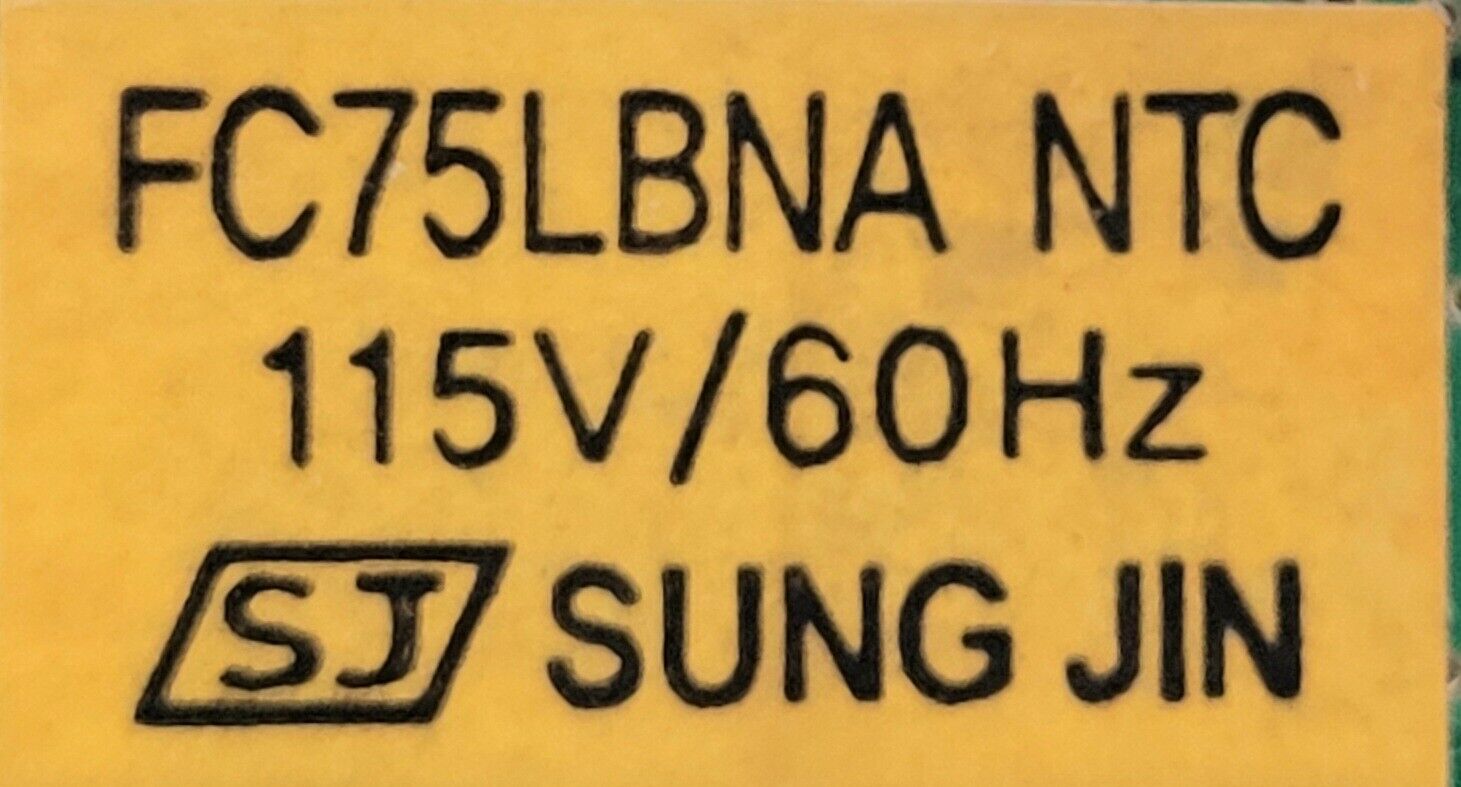 FC75LBNA NTC
115V/60Hz
SJ SUNG JIN